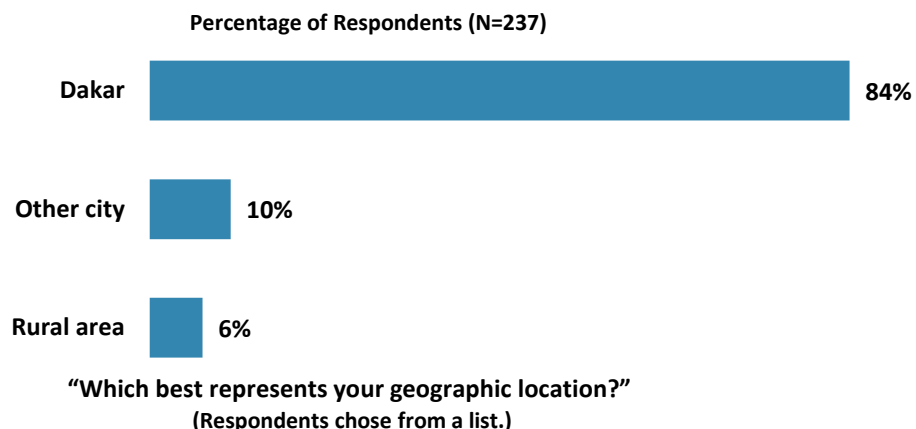 Percentage of Respondents (N=237)
Dakar
84%
Other city
10%
Rural area
6%
“Which best represents your geographic location?”
(Respondents chose from a list.)